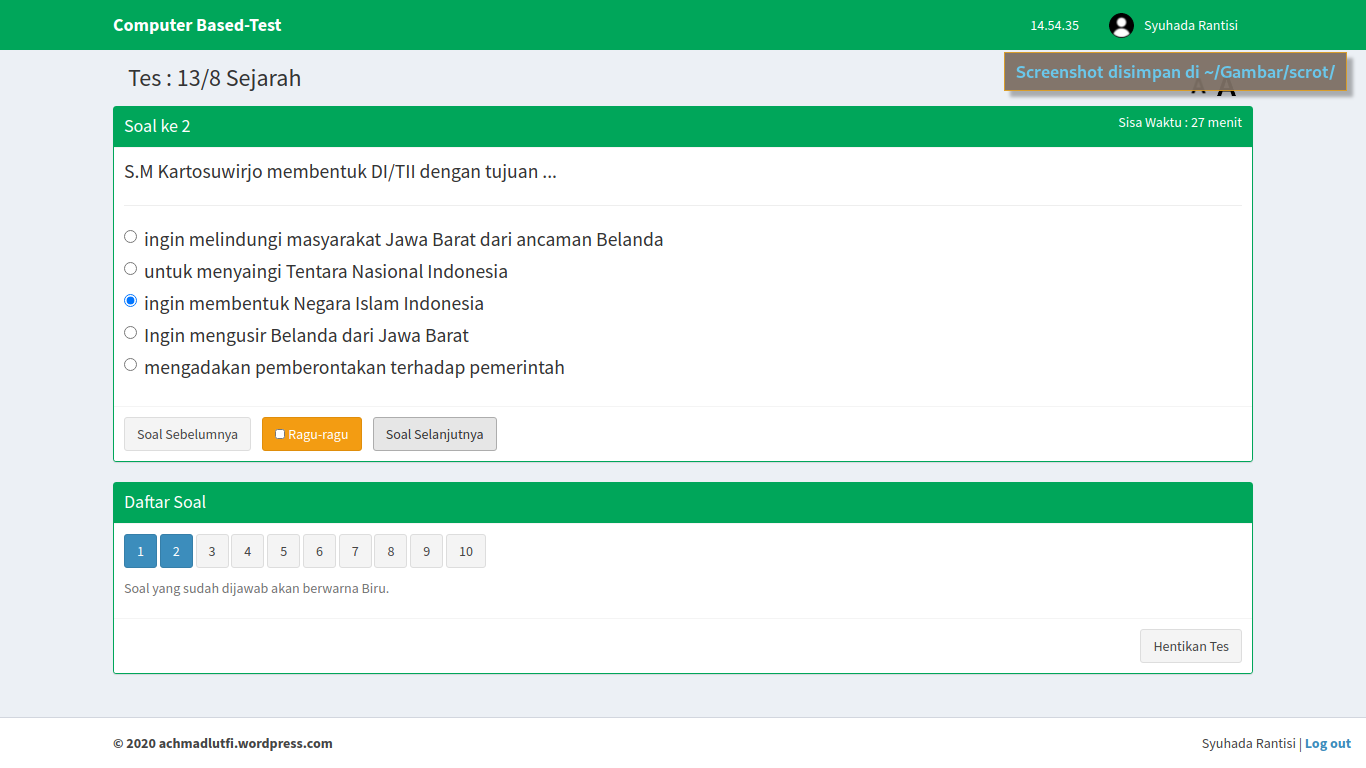 Computer Based-Test
14.54.35
Syuhada Rantisi
Tes : 13/8 Sejarah
Screenshot disimpan di ~/Gambar/scrot/
A A
Soal ke 2
Sisa Waktu : 27 menit
S.M Kartosuwirjo membentuk DI/TII dengan tujuan ...
ingin melindungi masyarakat Jawa Barat dari ancaman Belanda
untuk menyaingi Tentara Nasional Indonesia
ingin membentuk Negara Islam Indonesia
Ingin mengusir Belanda dari Jawa Barat
mengadakan pemberontakan terhadap pemerintah
Soal Sebelumnya
Ragu-ragu
Soal Selanjutnya
Daftar Soal
1 2 3 4 5 6 7 8 9 10
Soal yang sudah dijawab akan berwarna Biru.
Hentikan Tes
© 2020 achmadlutfi.wordpress.com
Syuhada Rantisi | Log out